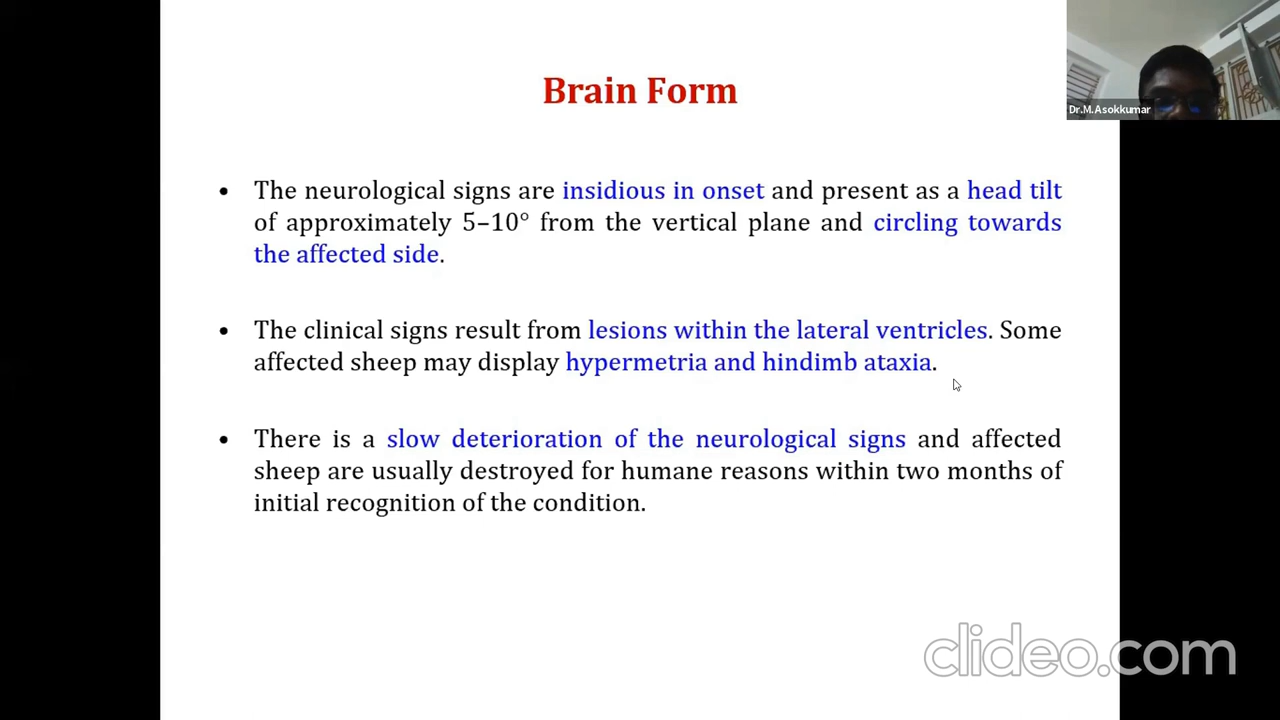 Brain Form
Dr.M.Asokkumar
• The neurological signs are insidious in onset and present as a head tilt
of approximately 5–10° from the vertical plane and circling towards
the affected side.
• The clinical signs result from lesions within the lateral ventricles. Some
affected sheep may display hypermetria and hindimb ataxia.
• There is a slow deterioration of the neurological signs and affected
sheep are usually destroyed for humane reasons within two months of
initial recognition of the condition.
clideo.com